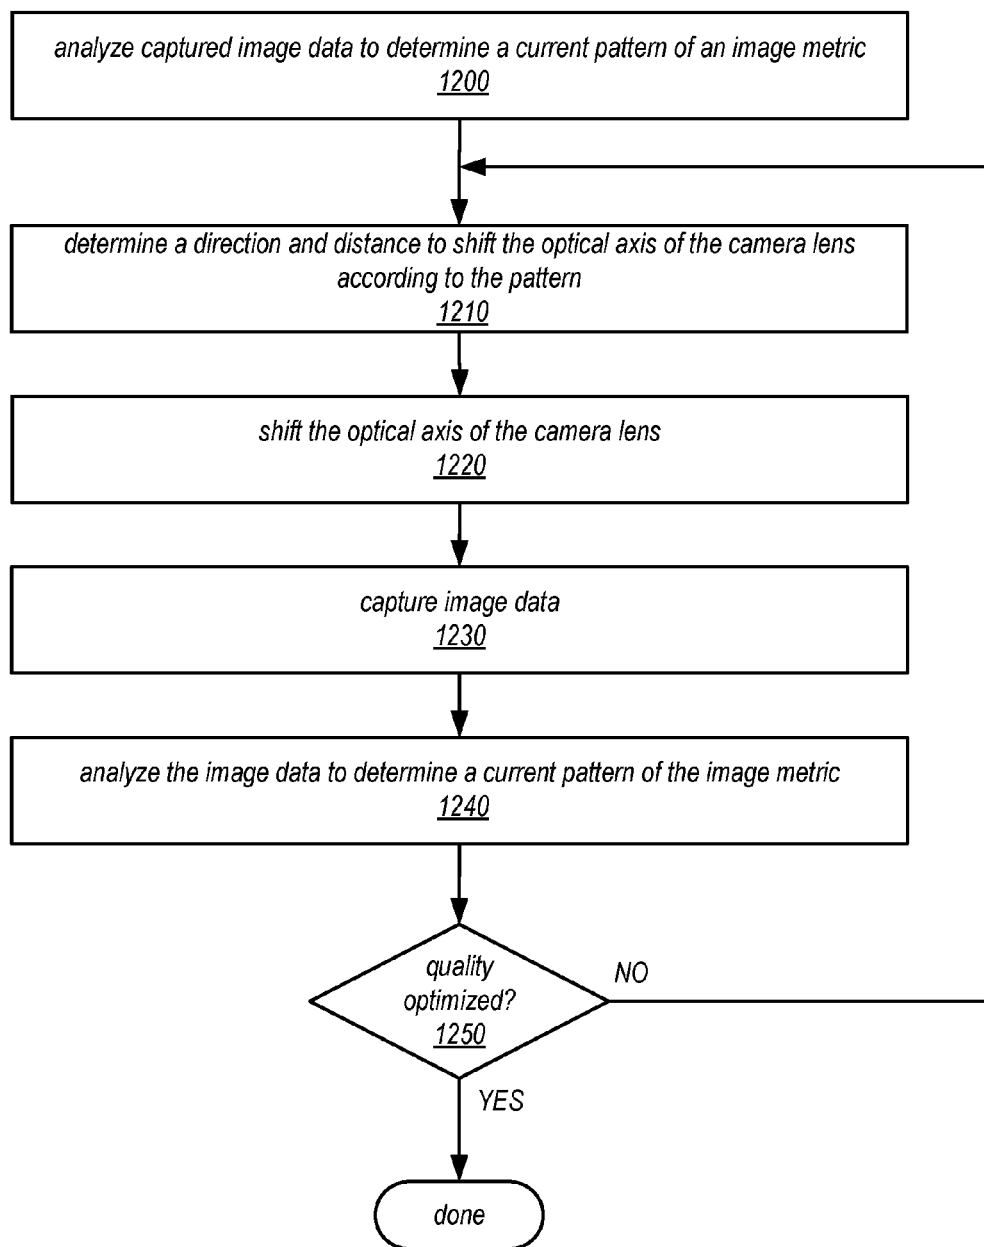 analyze captured image data to determine a current pattern of an image metric
1200
determine a direction and distance to shift the optical axis of the camera lens
according to the pattern
1210
shift the optical axis of the camera lens
1220
capture image data
1230
analyze the image data to determine a current pattern of the image metric
1240
quality
optimized?
1250
NO
YES
done